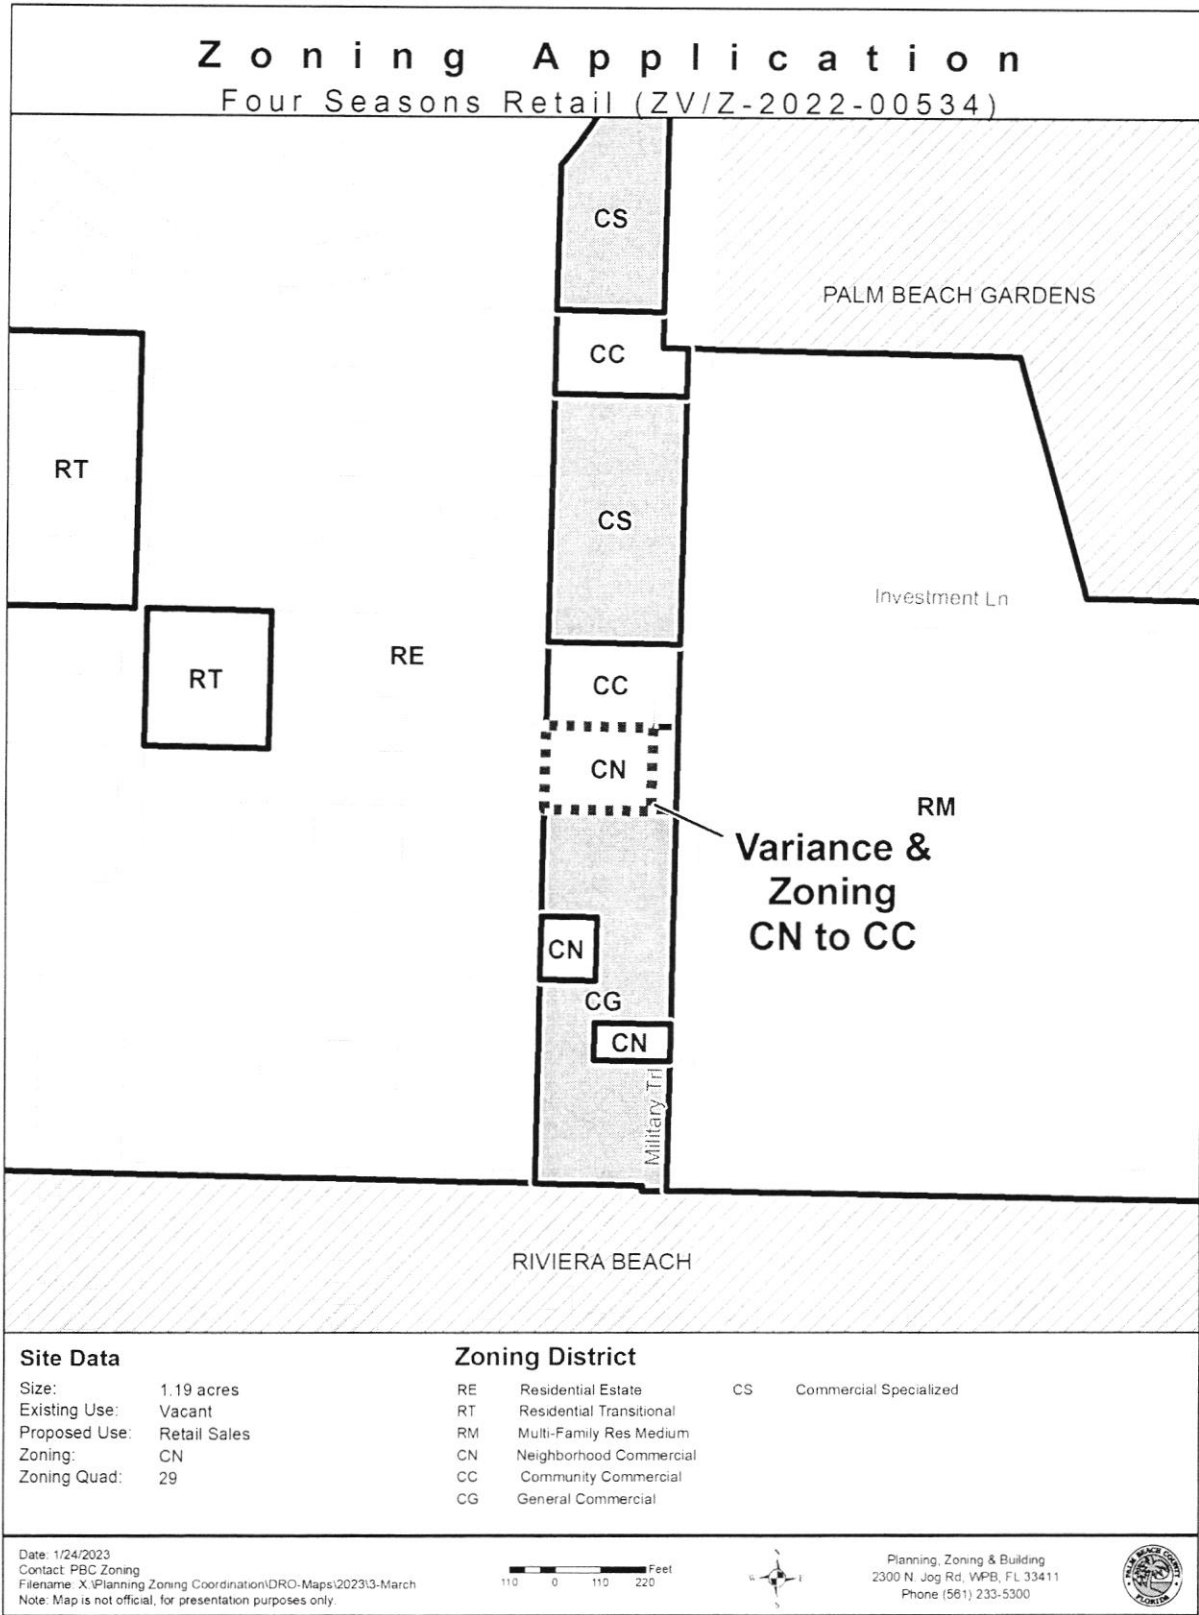 Zoning Application
Four Seasons Retail (ZV/Z-2022-00534)
CS
PALM BEACH GARDENS
CC
RT
CS
Investment Ln
RE
RT
CC
CN
RM
Variance &
Zoning
CN to CC
CN
CG
CN
Military Trl
RIVIERA BEACH
Site Data
Size: 1.19 acres
Existing Use: Vacant
Proposed Use: Retail Sales
Zoning: CN
Zoning Quad: 29
Zoning District
RE Residential Estate
RT Residential Transitional
RM Multi-Family Res Medium
CN Neighborhood Commercial
CC Community Commercial
CG General Commercial
CS Commercial Specialized
Date: 1/24/2023
Contact: PBC Zoning
Filename: X:\Planning Zoning Coordination\DRO-Maps\2023\3-March
Note: Map is not official, for presentation purposes only.
Feet
110 0 110 220
Planning, Zoning & Building
2300 N. Jog Rd, WPB, FL 33411
Phone (561) 233-5300
PALM BEACH COUNTY
FLORIDA